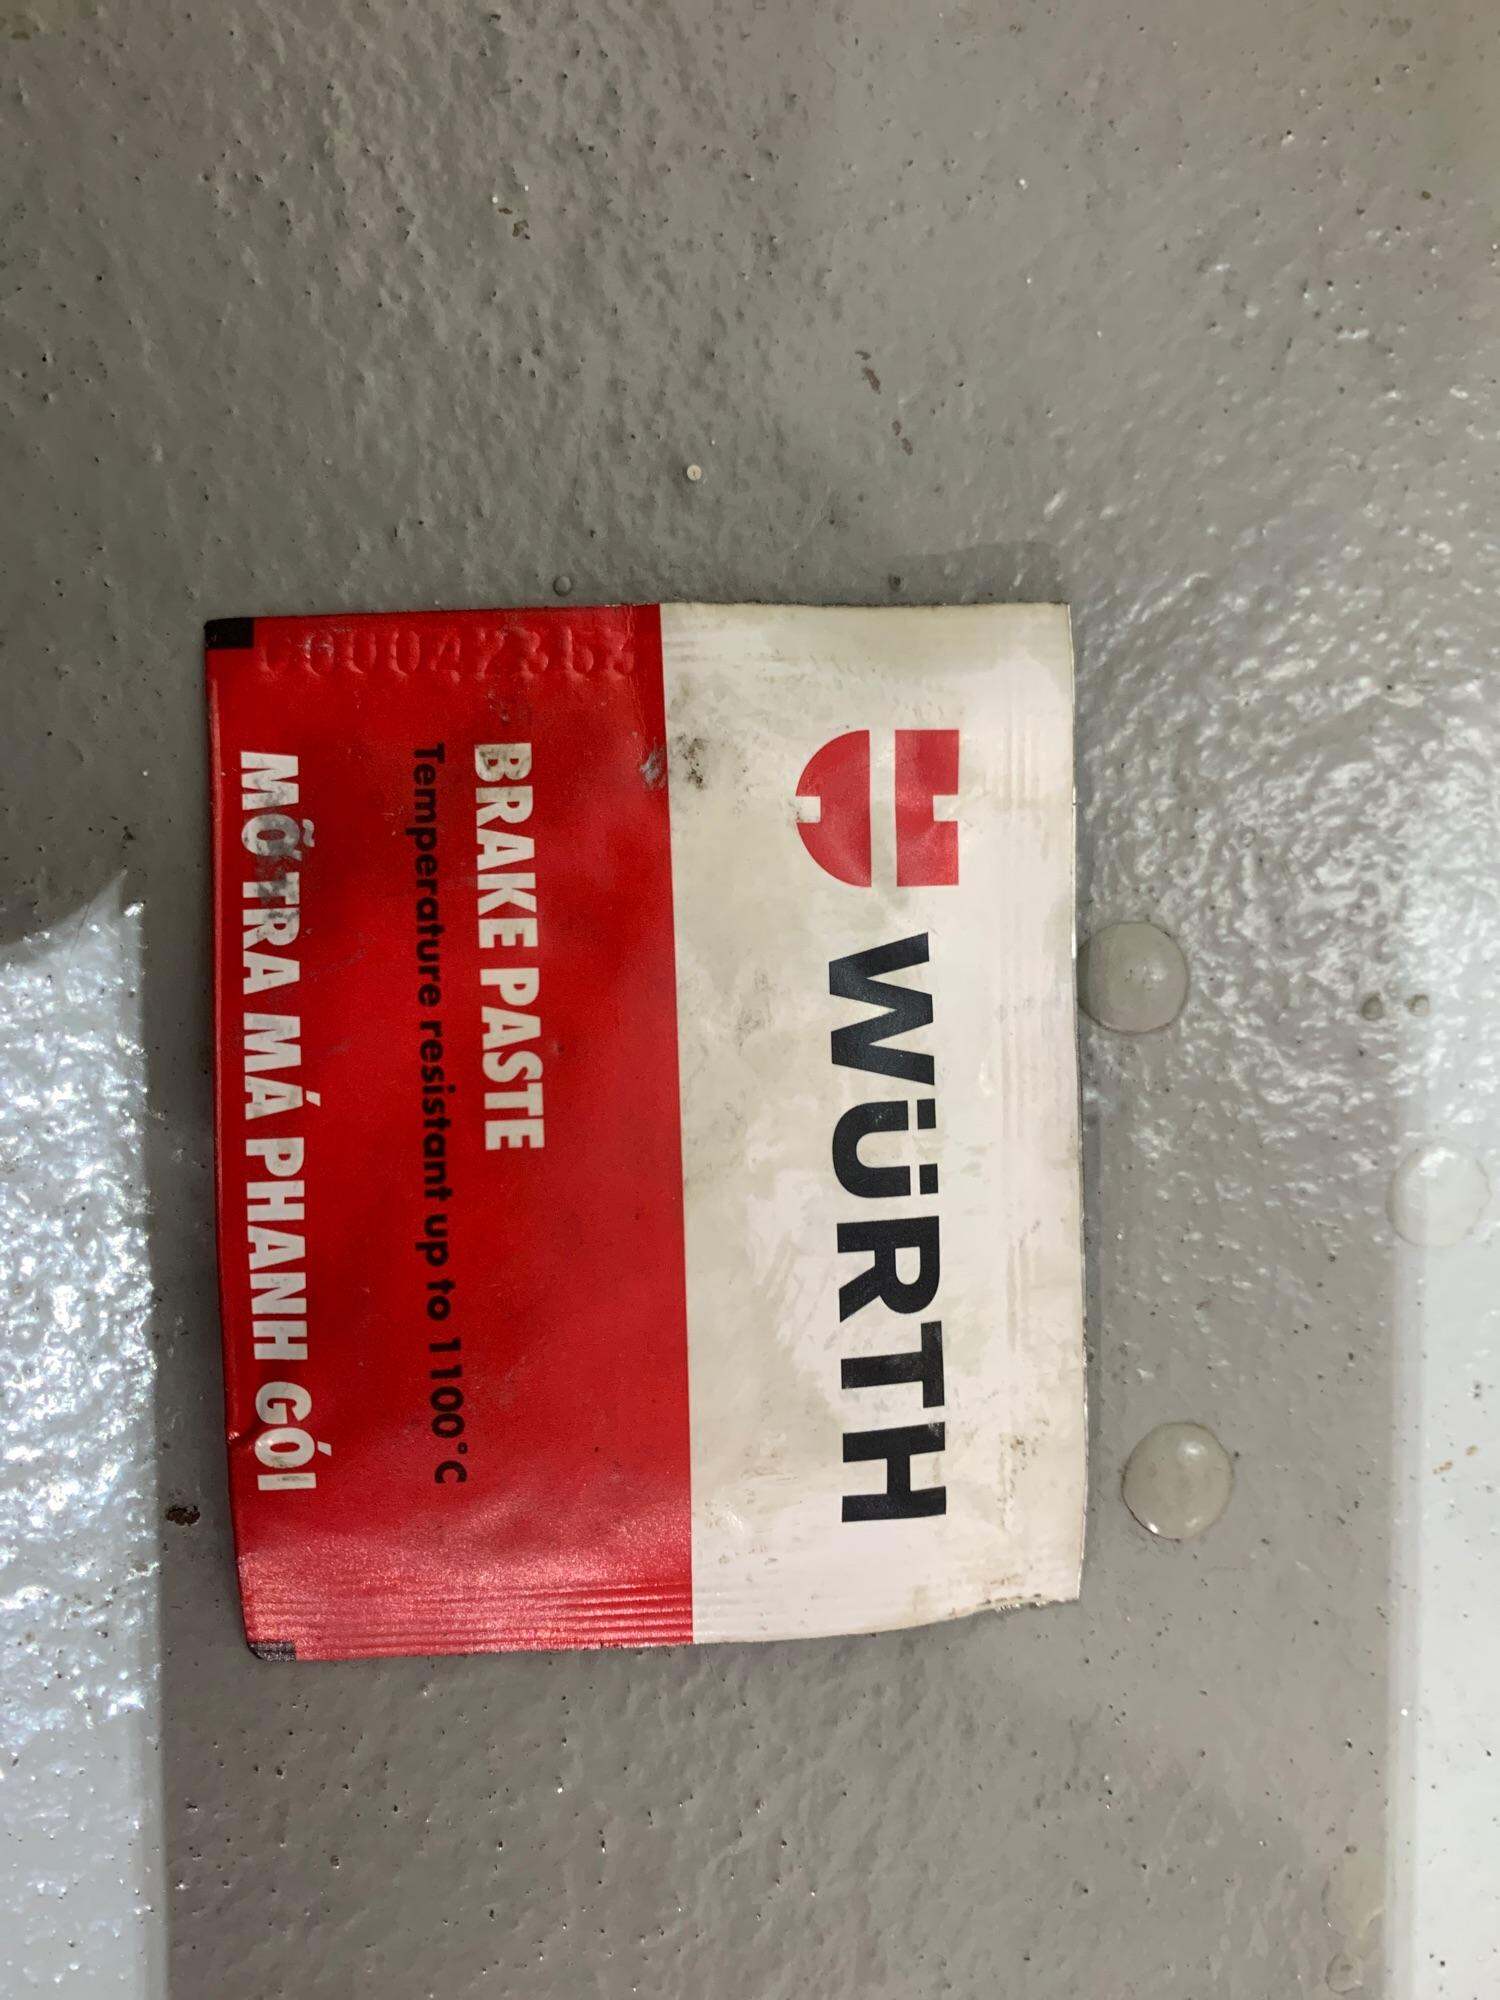 WÜRTH
BRAKE PASTE
Temperature resistant up to 1100°C
MỠ TRA MÁ PHANH GÓI